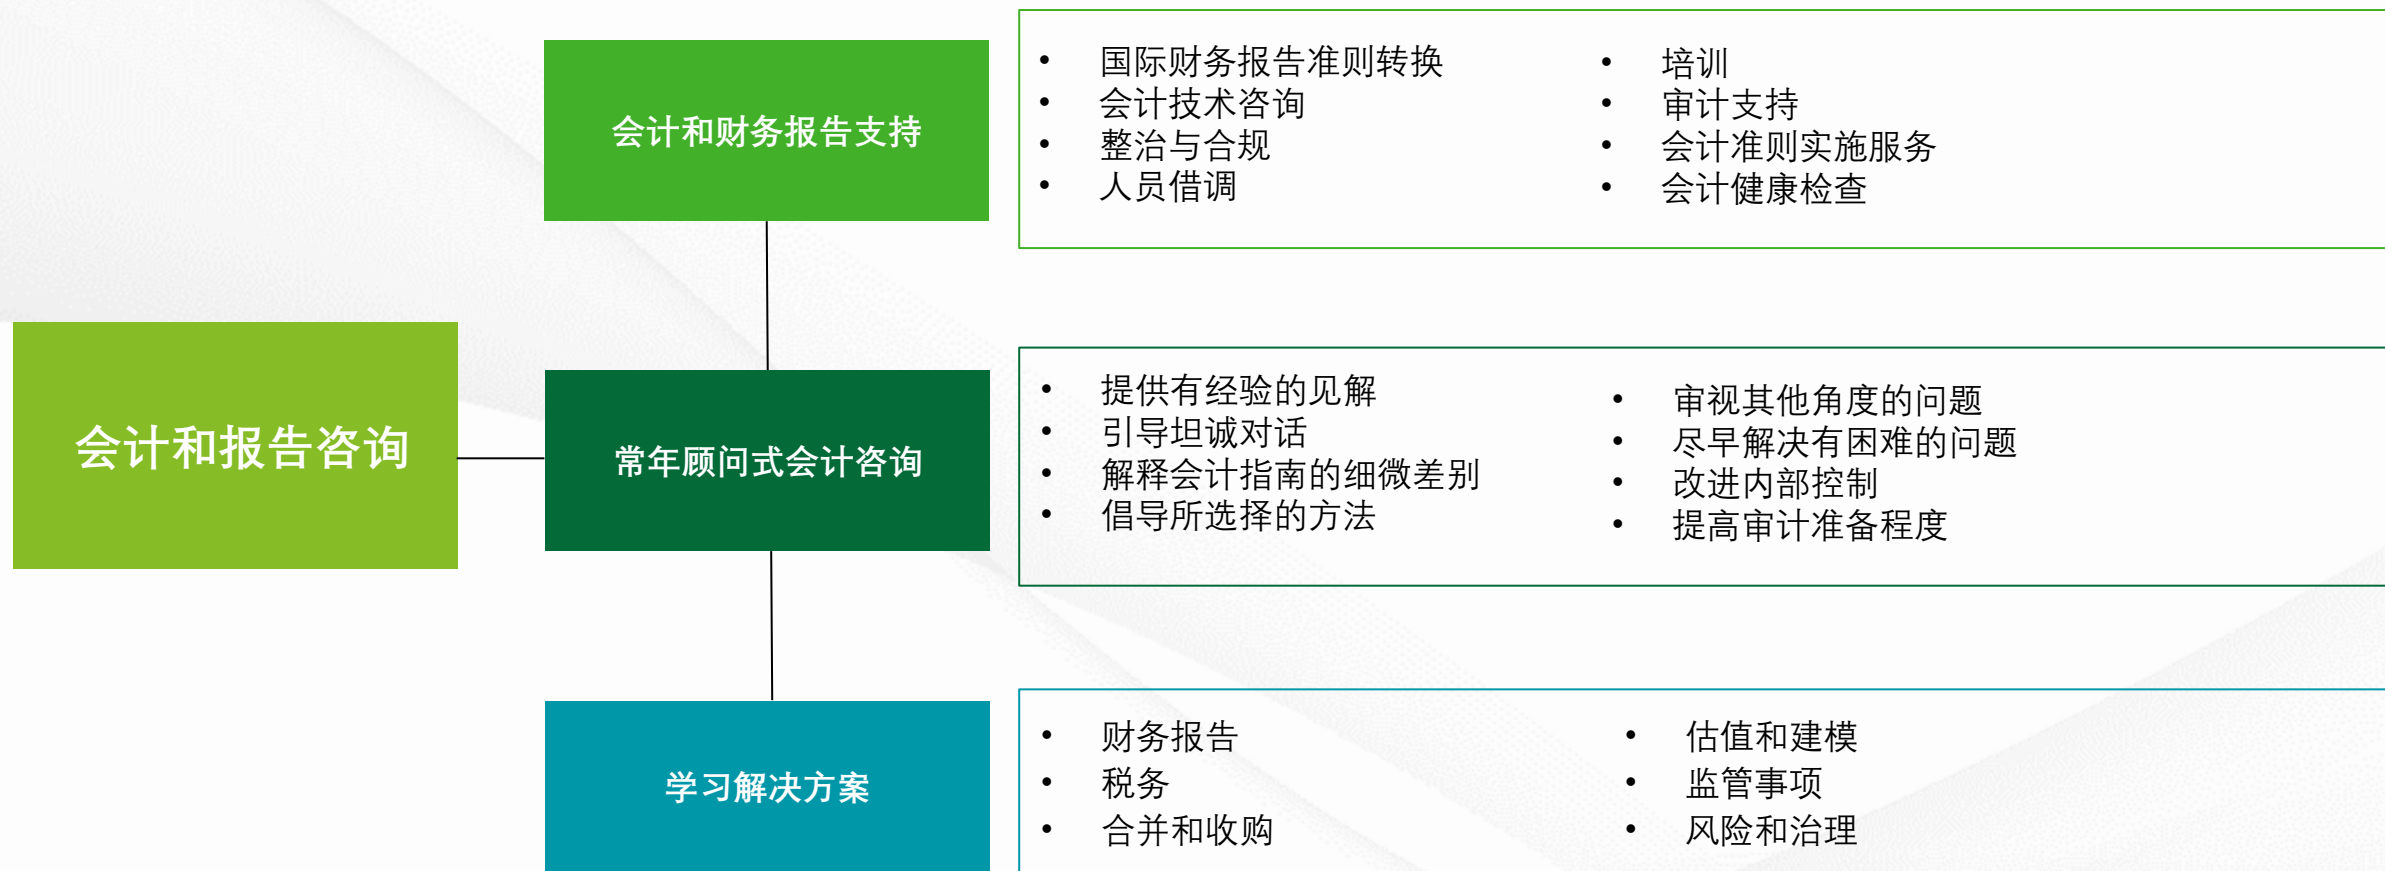 会计和报告咨询
会计和财务报告支持
• 国际财务报告准则转换
• 会计技术咨询
• 整治与合规
• 人员借调
• 培训
• 审计支持
• 会计准则实施服务
• 会计健康检查
常年顾问式会计咨询
• 提供有经验的见解
• 引导坦诚对话
• 解释会计指南的细微差别
• 倡导所选择的方法
• 审视其他角度的问题
• 尽早解决有困难的问题
• 改进内部控制
• 提高审计准备程度
学习解决方案
• 财务报告
• 税务
• 合并和收购
• 估值和建模
• 监管事项
• 风险和治理